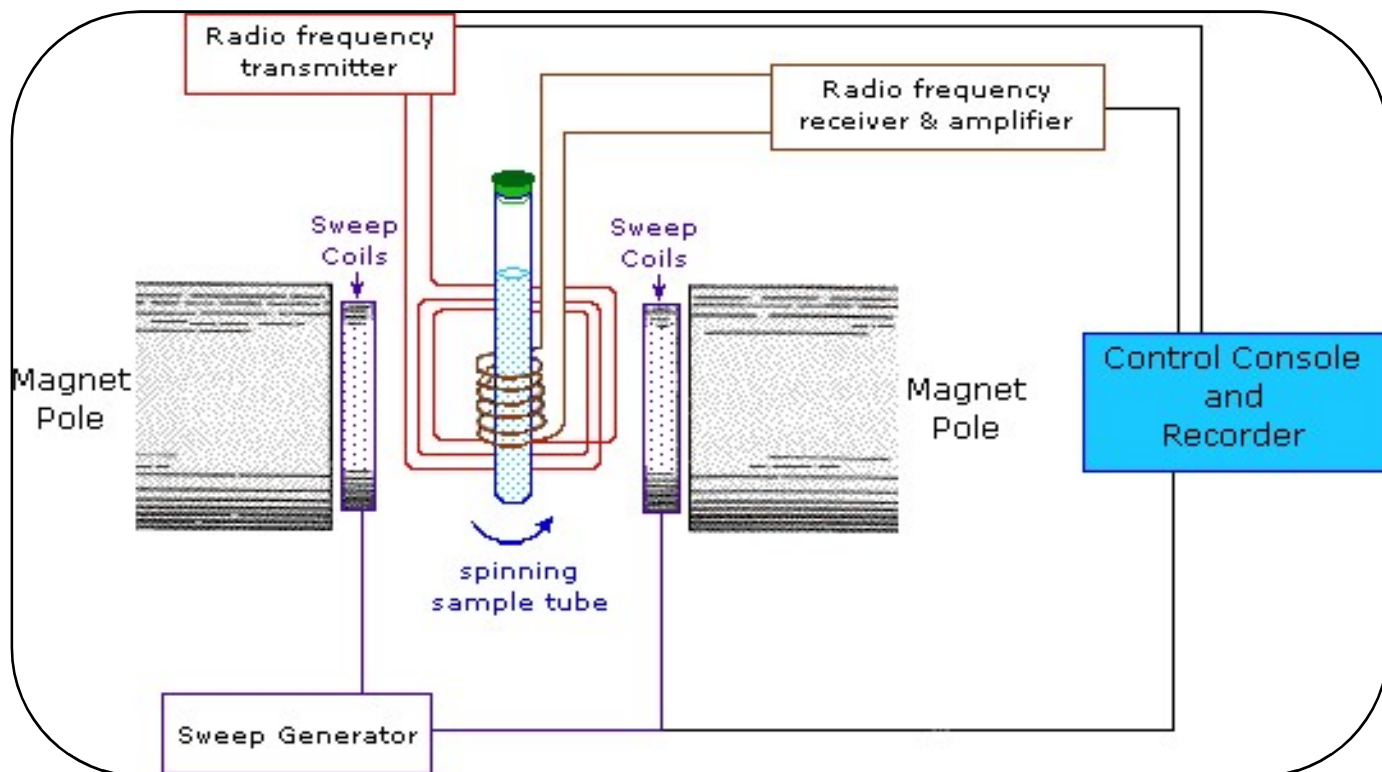 Radio frequency
transmitter
Radio frequency
receiver & amplifier
Sweep
Coils
Sweep
Coils
Magnet
Pole
Magnet
Pole
Control Console
and
Recorder
spinning
sample tube
Sweep Generator